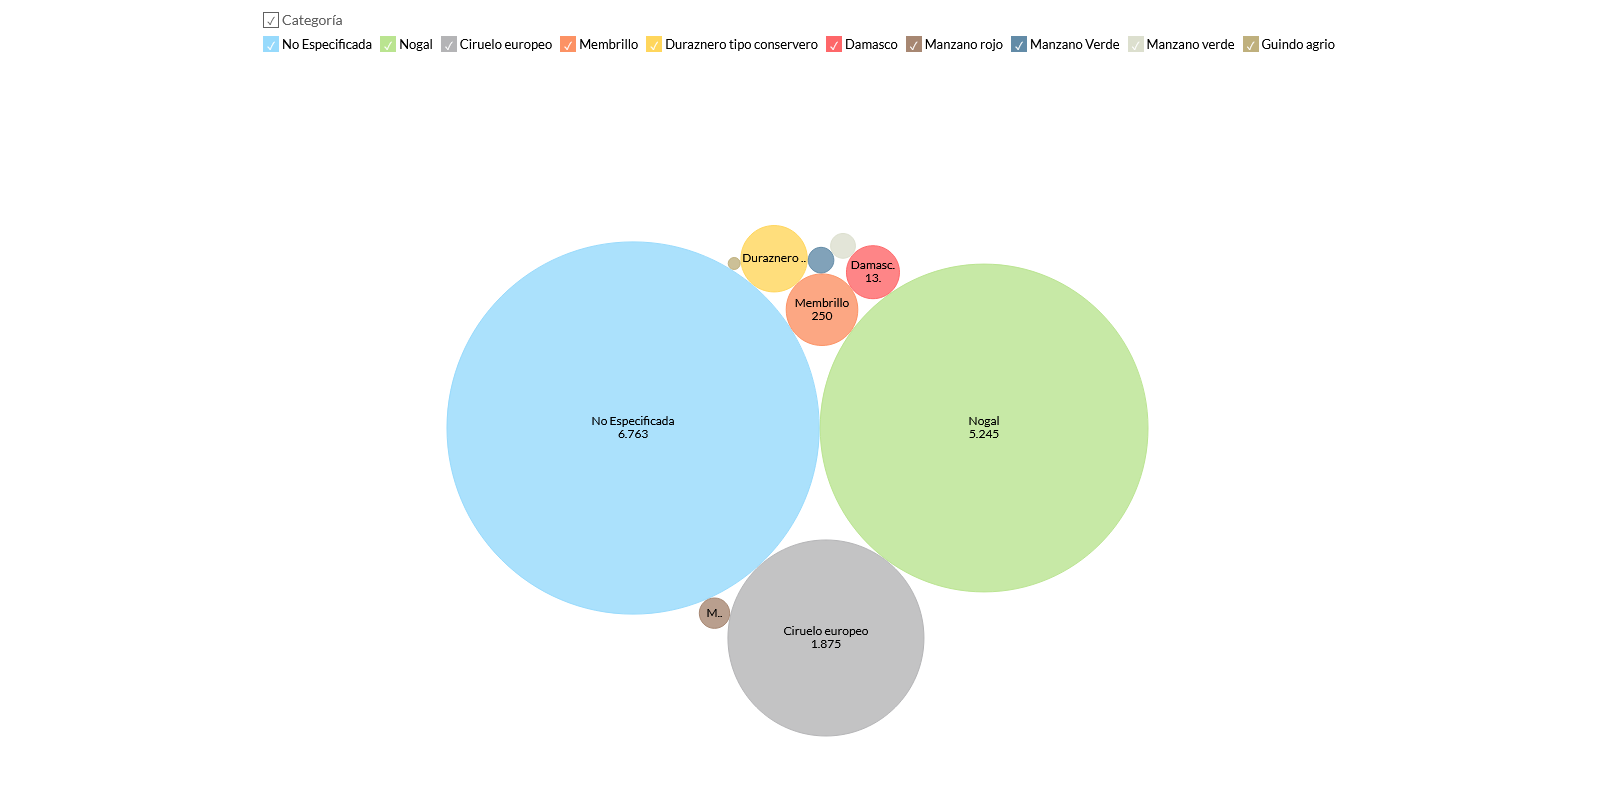 Categoría
No Especificada Nogal Ciruelo europeo Membrillo Duraznero tipo conservero Damasco Manzano rojo Manzano Verde Manzano verde Guindo agrio
Duraznero ..
Damasc.
13.
Membrillo
250
No Especificada
6.763
Nogal
5.245
M..
Ciruelo europeo
1.875